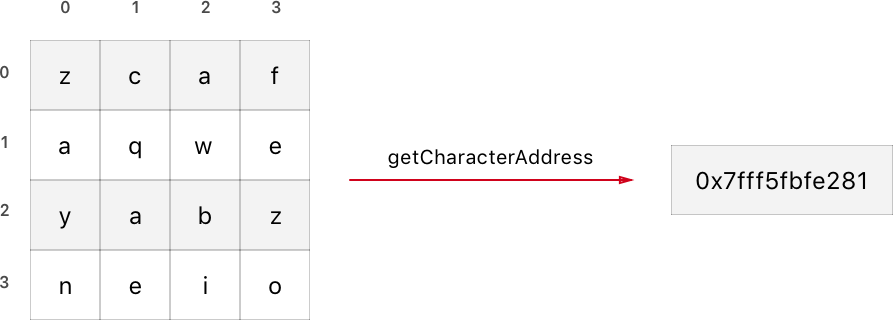 0 1 2 3
0 z c a f
1 a q w e
getCharacterAddress
0x7fff5fbfe281
2 y a b z
3 n e i o